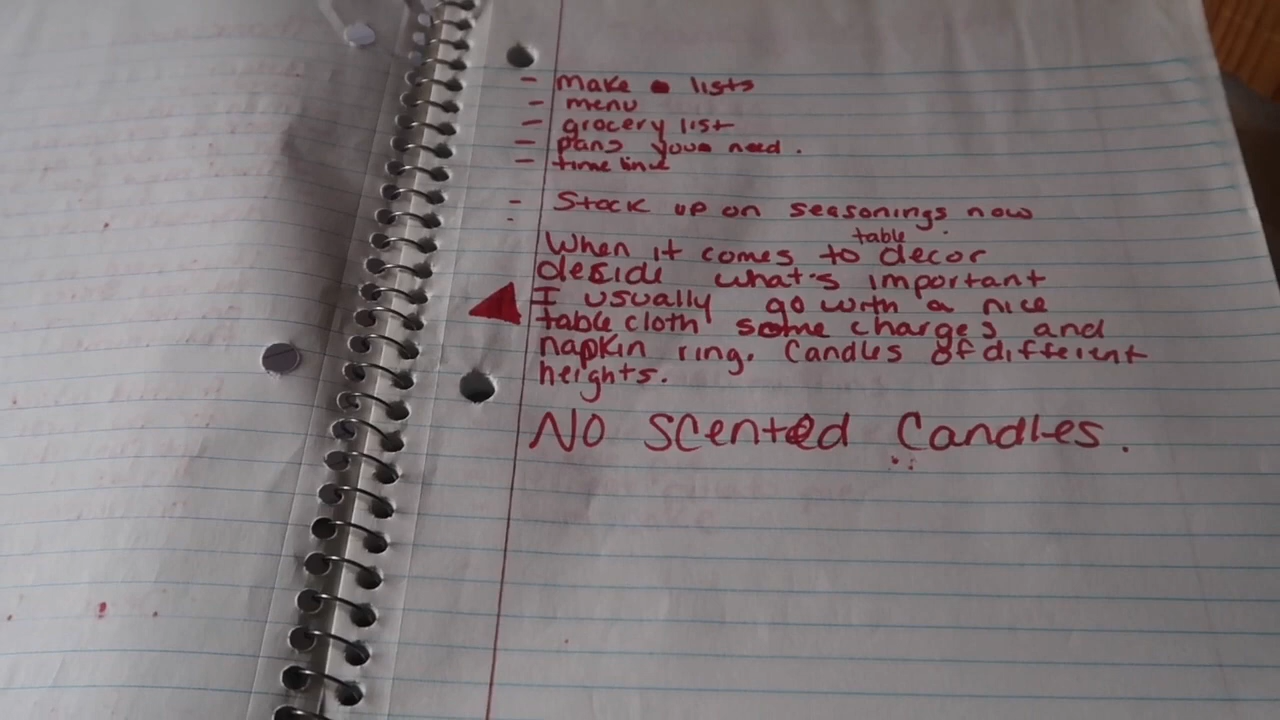 - make lists
- menu
- grocery list
- pans you need.
- time line
- Stock up on seasonings now
table
When it comes to decor
deside what's important
I usually go with a nice
table cloth some charges and
napkin ring. Candles of different
heights.
NO Scented Candles.